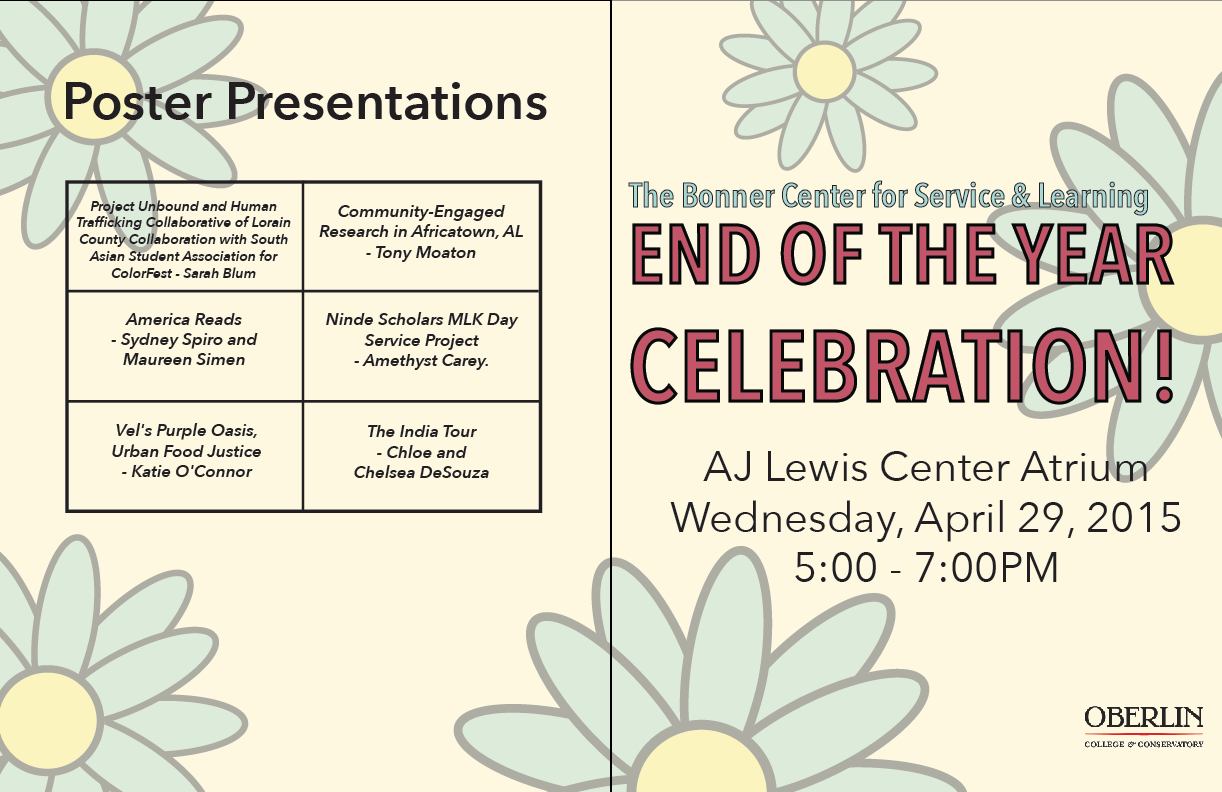 Poster Presentations
Project Unbound and Human
Trafficking Collaborative of Lorain
County Collaboration with South
Asian Student Association for
ColorFest - Sarah Blum
Community-Engaged
Research in Africatown, AL
- Tony Moaton
America Reads
- Sydney Spiro and
Maureen Simen
Ninde Scholars MLK Day
Service Project
- Amethyst Carey.
Vel's Purple Oasis,
Urban Food Justice
- Katie O'Connor
The India Tour
- Chloe and
Chelsea DeSouza
The Bonner Center for Service & Learning
END OF THE YEAR
CELEBRATION!
AJ Lewis Center Atrium
Wednesday, April 29, 2015
5:00 - 7:00PM
OBERLIN
COLLEGE & CONSERVATORY